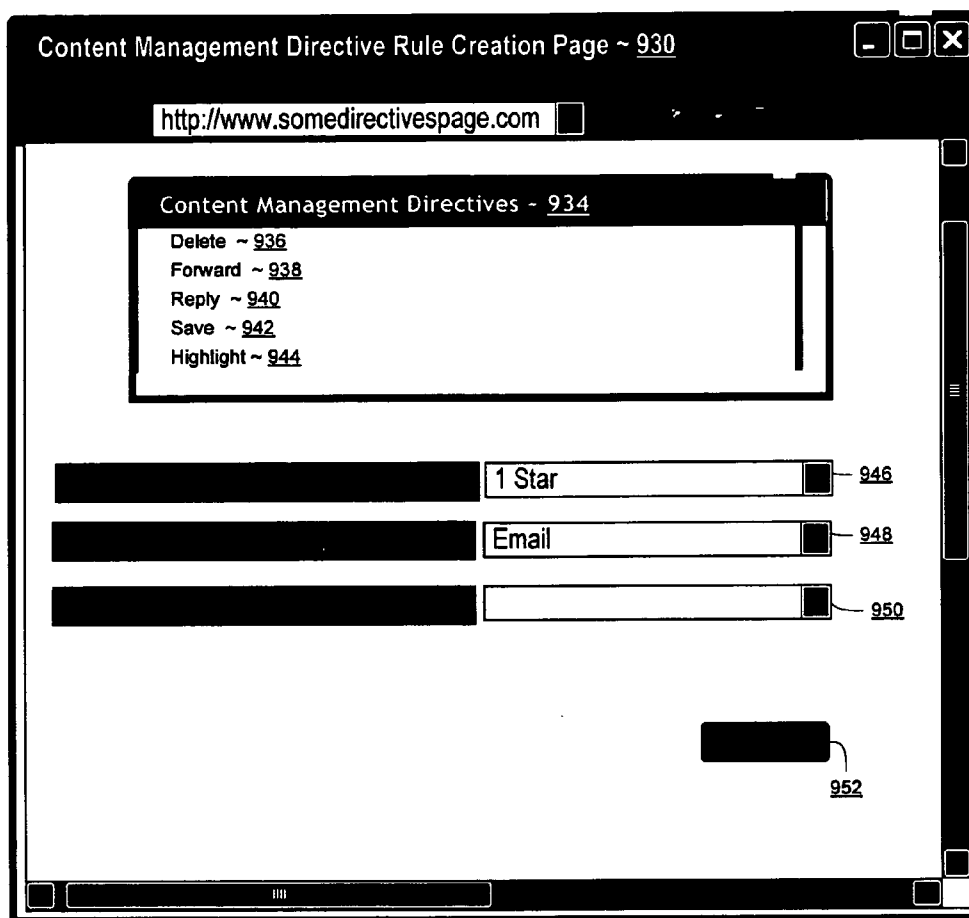 Content Management Directive Rule Creation Page ~ 930
http://www.somedirectivespage.com
Content Management Directives ~ 934
Delete ~ 936
Forward ~ 938
Reply ~ 940
Save ~ 942
Highlight ~ 944
1 Star 946
Email 948
950
952